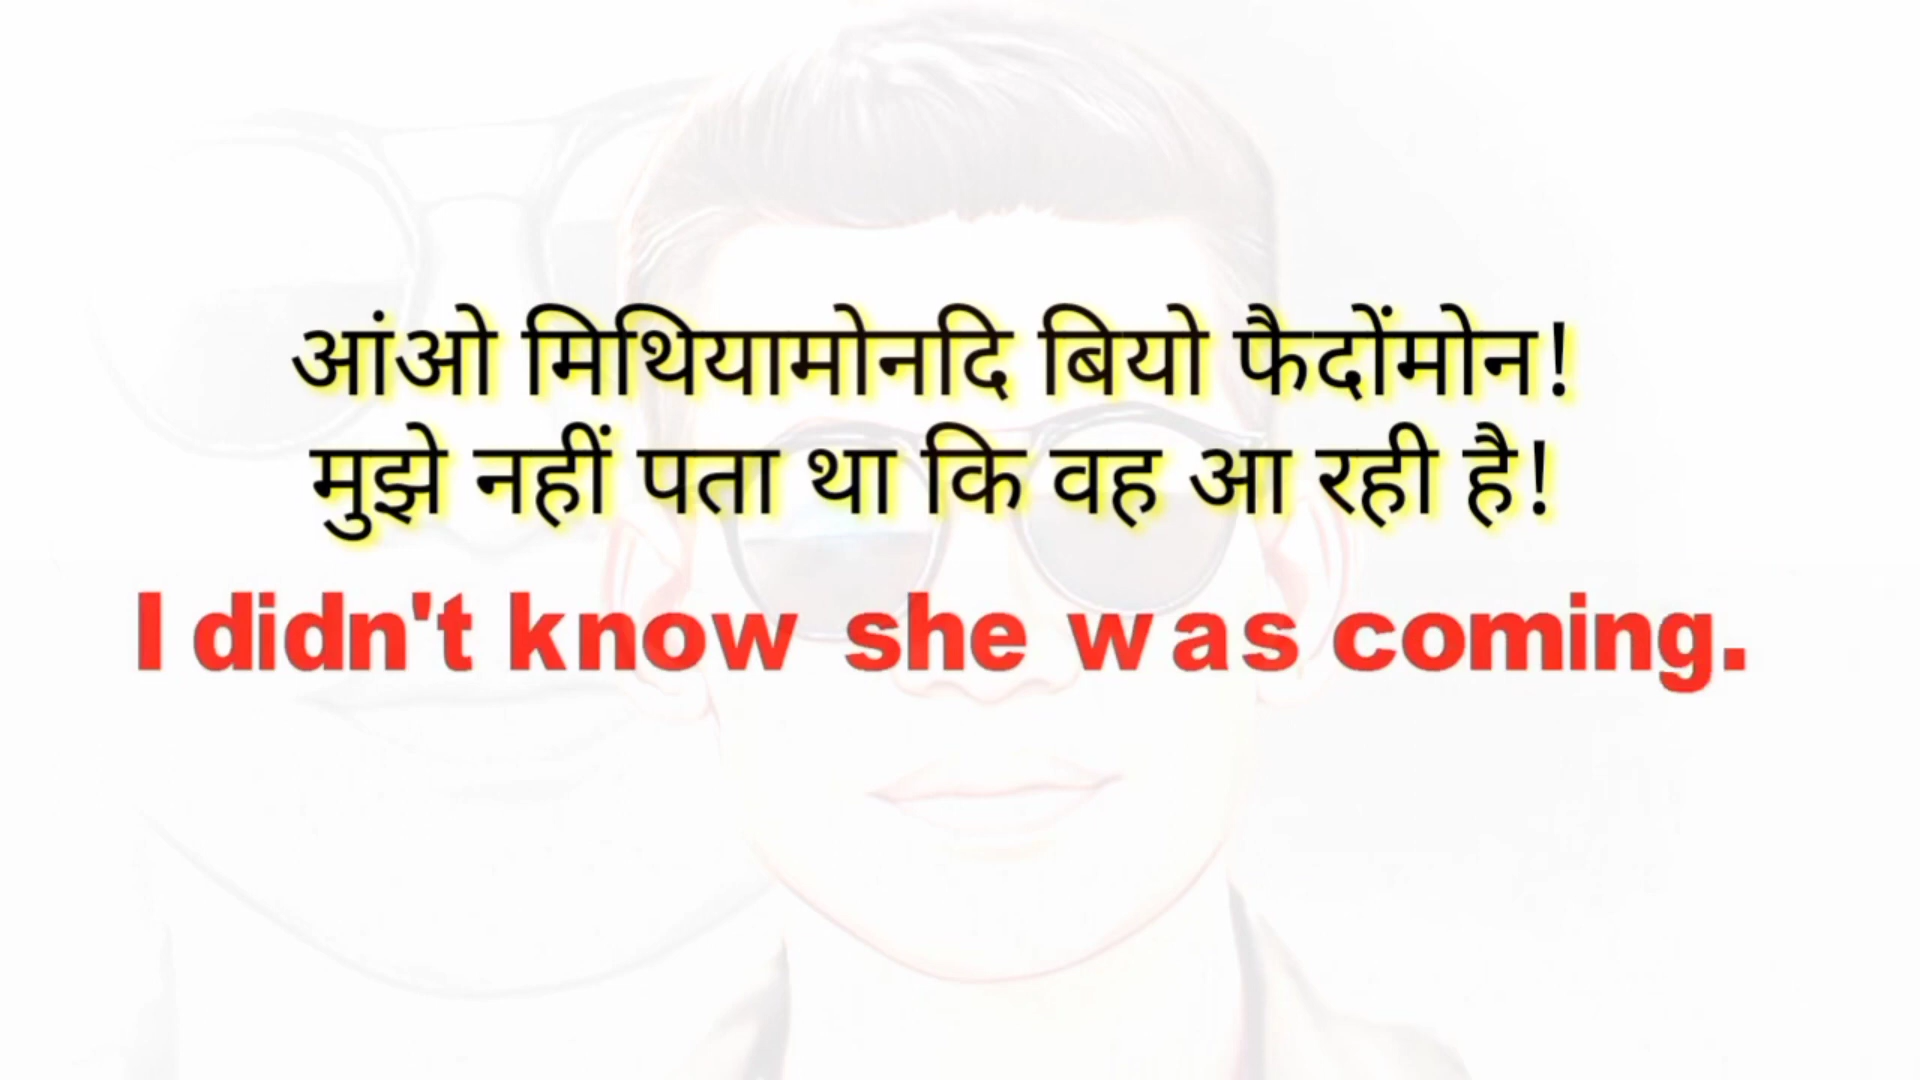 आंओ मिथियामोनदि बियो फैदोंमोन!
मुझे नहीं पता था कि वह आ रही है!
I didn't know she was coming.